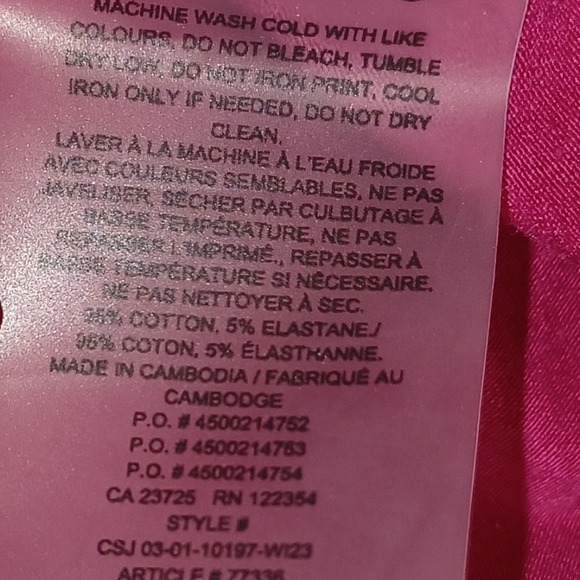 MACHINE WASH COLD WITH LIKE
COLOURS, DO NOT BLEACH, TUMBLE
DRY LOW, DO NOT IRON PRINT, COOL
IRON ONLY IF NEEDED, DO NOT DRY
CLEAN.
LAVER À LA MACHINE À L'EAU FROIDE
AVEC COULEURS SEMBLABLES, NE PAS
JAVELISER, SÉCHER PAR CULBUTAGE À
BASSE TEMPÉRATURE, NE PAS
REPASSER L'IMPRIMÉ., REPASSER À
BASSE TEMPÉRATURE SI NÉCESSAIRE.
NE PAS NETTOYER À SEC.
95% COTTON, 5% ELASTANE./
95% COTON, 5% ÉLASTHANNE.
MADE IN CAMBODIA / FABRIQUÉ AU
CAMBODGE
P.O. # 4500214752
P.O. # 4500214753
P.O. # 4500214754
CA 23725 RN 122354
STYLE #
CSJ 03-01-10197-WI23
ARTICLE # 77336